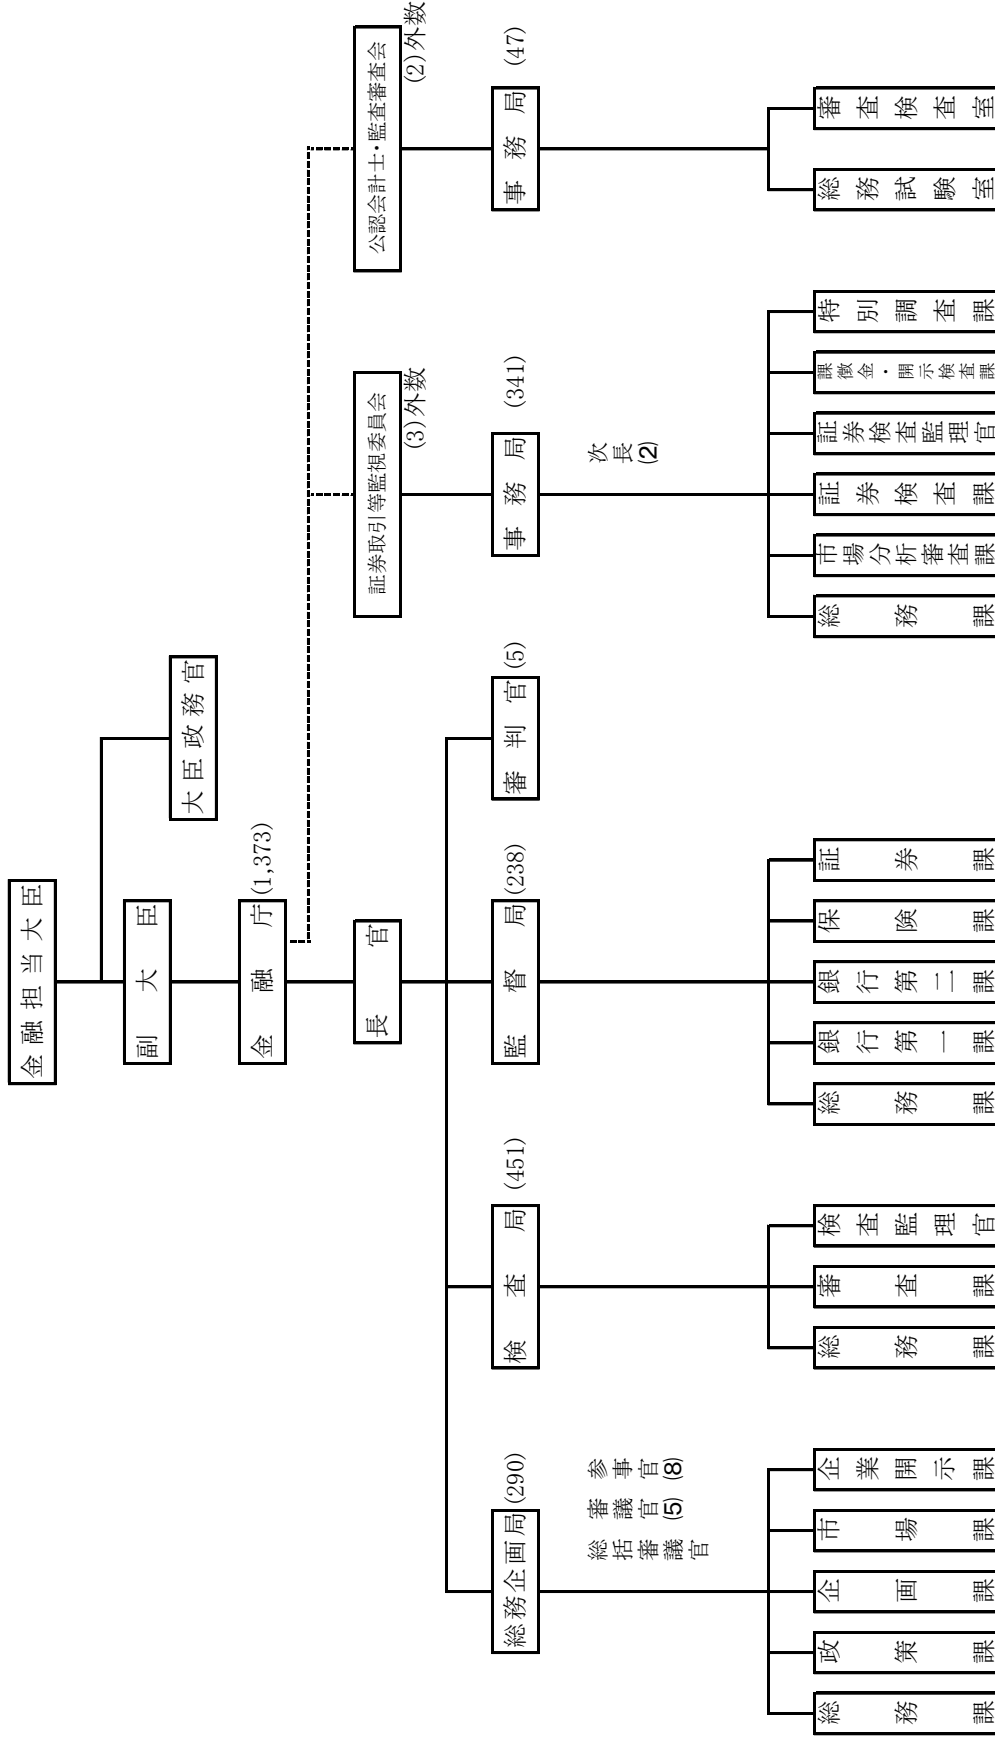 金融担当大臣
副大臣
大臣政務官
金融庁 (1,373)
長官
公認会計士・監査審査会
(2)外数
証券取引等監視委員会
(3)外数
総務企画局 (290)
検査局 (451)
監督局 (238)
審判官 (5)
事務局 (341)
事務局 (47)
総括審議官
審議官(5)
参事官(8)
次長(2)
総務課
政策課
企画課
市場課
企業開示課
総務課
審査課
検査監理官
総務課
銀行第一課
銀行第二課
保険課
証券課
総務課
市場分析審査課
証券検査課
証券検査監理官
課徴金・開示検査課
特別調査課
総務試験室
審査検査室